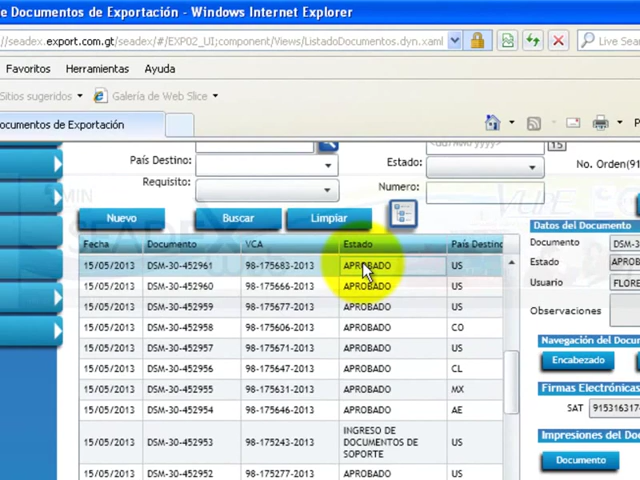 e Documentos de Exportación - Windows Internet Explorer
//seadex.export.com.gt/seadex/#/EXP02_UI;component/Views/ListadoDocumentos.dyn.xaml
Live Sear
Favoritos Herramientas Ayuda
Sitios sugeridos Galería de Web Slice
ocumentos de Exportación
P
País Destino:
Estado:
15
No. Orden(91
Requisito:
Numero:
Nuevo Buscar Limpiar
Datos del Documento
Fecha Documento VCA Estado País Destino
Documento DSM-3
15/05/2013 DSM-30-452961 98-175683-2013 APROBADO US
Estado APROB
15/05/2013 DSM-30-452960 98-175666-2013 APROBADO US
Usuario FLORE
15/05/2013 DSM-30-452959 98-175677-2013 APROBADO US
Observaciones
15/05/2013 DSM-30-452958 98-175606-2013 APROBADO CO
Navegación del Docum
15/05/2013 DSM-30-452957 98-175671-2013 APROBADO US
Encabezado
15/05/2013 DSM-30-452956 98-175647-2013 APROBADO CL
Firmas Electrónicas
15/05/2013 DSM-30-452955 98-175631-2013 APROBADO MX
SAT 915316317-
15/05/2013 DSM-30-452954 98-175646-2013 APROBADO AE
Impresiones del Docum
15/05/2013 DSM-30-452953 98-175243-2013 INGRESO DE
DOCUMENTOS DE
SOPORTE US
Documento
15/05/2013 DSM-30-452952 98-175277-2013 APROBADO US